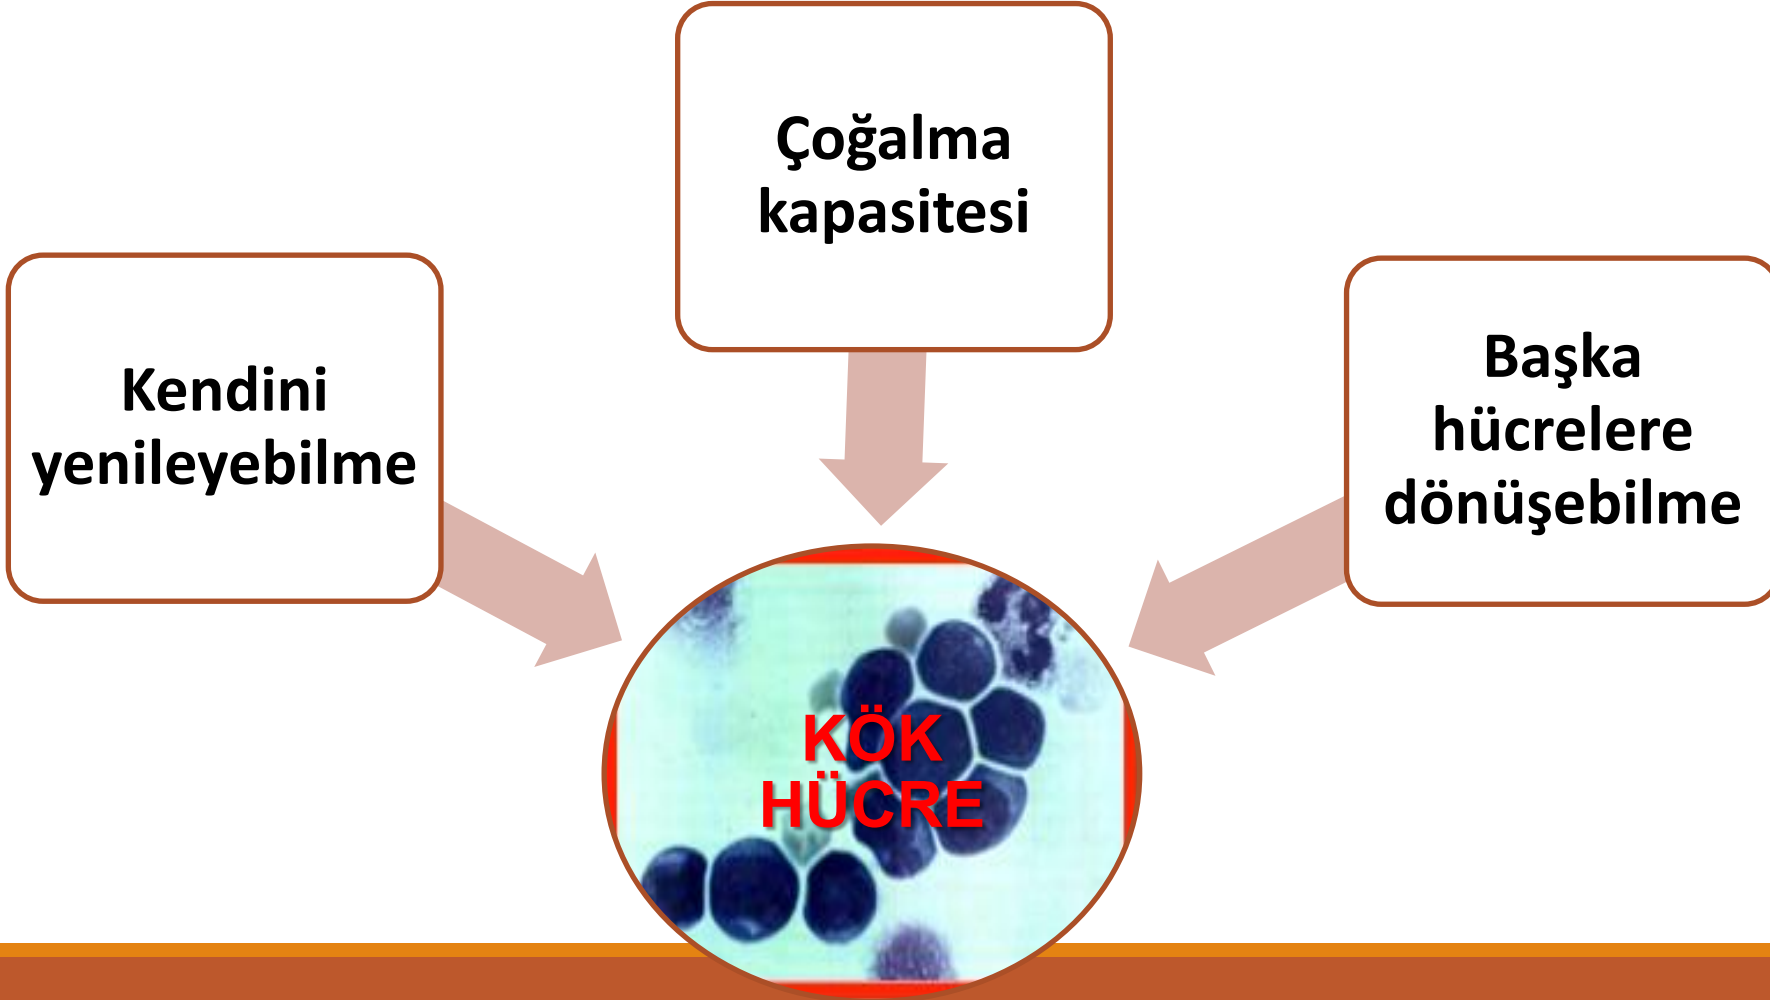 Çoğalma
kapasitesi
Kendini
yenileyebilme
Başka
hücrelere
dönüşebilme
KÖK
HÜCRE